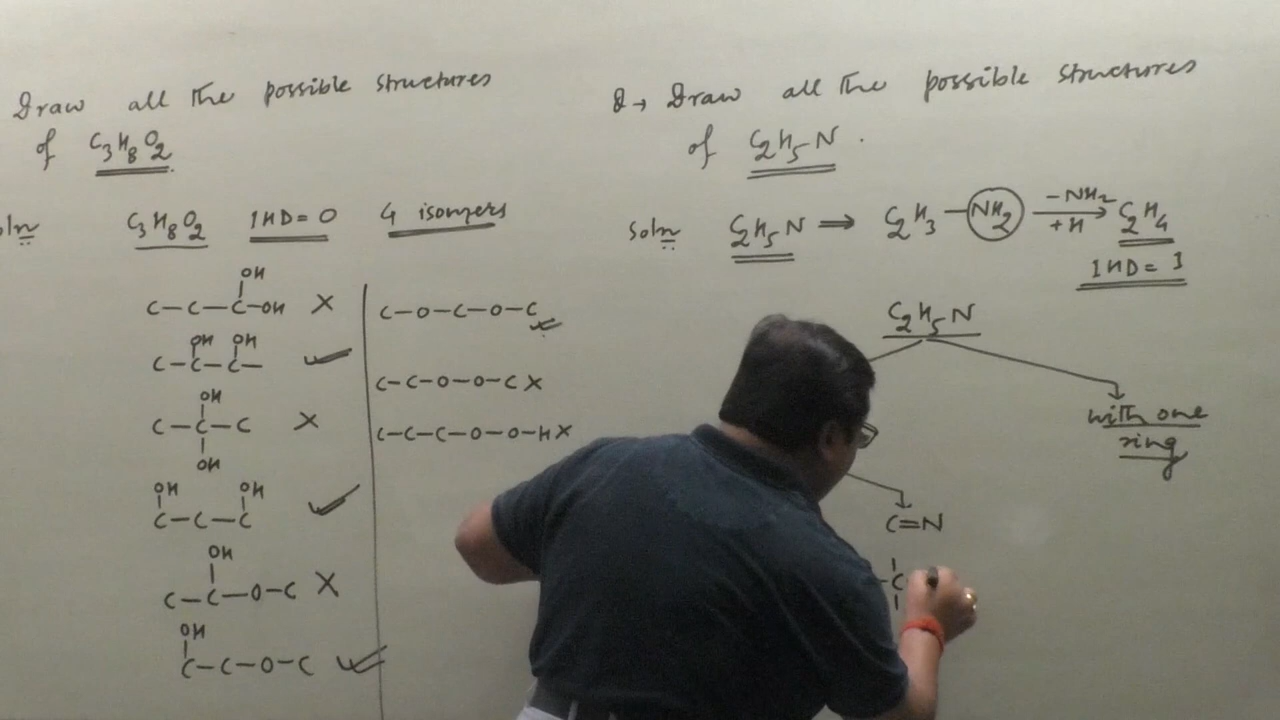 Draw all the possible structures
of C3H8O2.
Soln C3H8O2 IHD=0 4 isomers
OH
C-C-C-OH X
OH OH
C-C-C- ✓
OH
C-C-C X
OH
OH OH
C-C-C ✓
OH
C-C-O-C X
OH
C-C-O-C ✓
C-O-C-O-C ✓
C-C-O-O-C X
C-C-C-O-O-H X
Q→ Draw all the possible structures
of C2H5N.
Soln C2H5N ⇒ C2H3-NH2 -NH2 +H → C2H4
IHD=1
C2H5N
with one
ring
C=N
-C